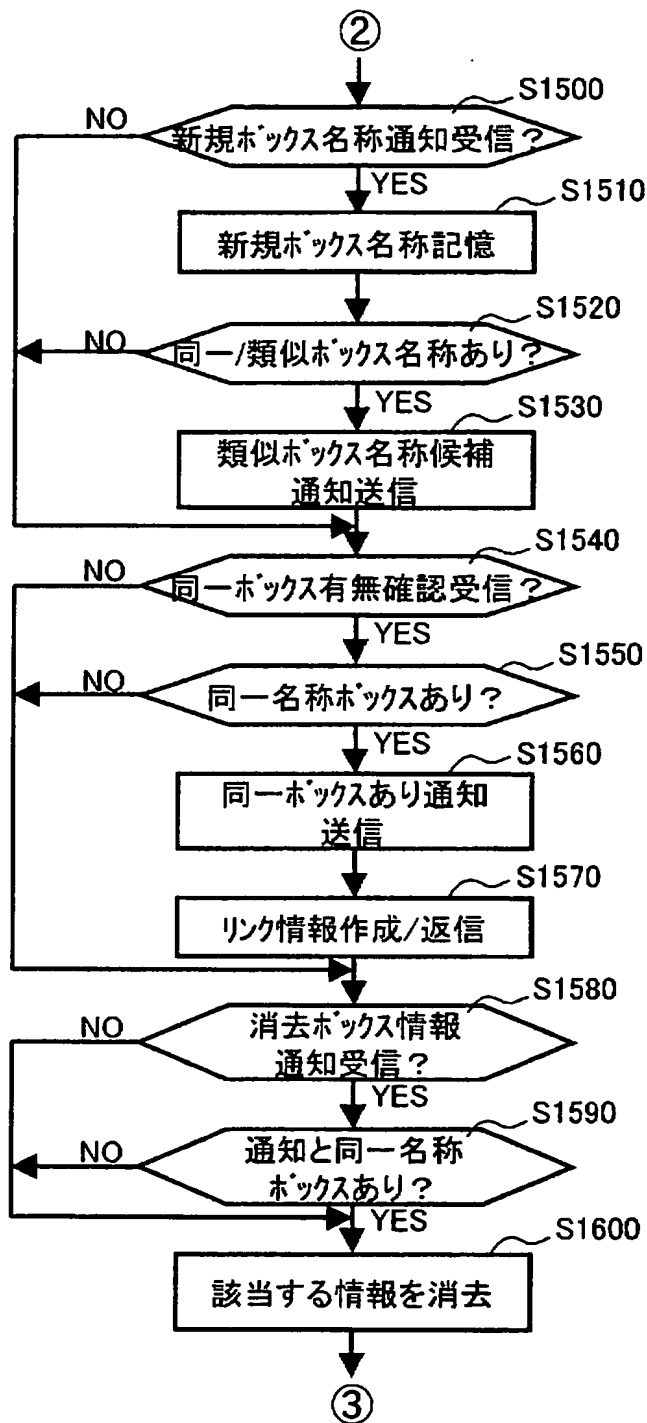 ②
S1500
NO
新規ボックス名称通知受信？
YES
S1510
新規ボックス名称記憶
S1520
NO
同一/類似ボックス名称あり？
YES
S1530
類似ボックス名称候補
通知送信
S1540
NO
同一ボックス有無確認受信？
YES
S1550
NO
同一名称ボックスあり？
YES
S1560
同一ボックスあり通知
送信
S1570
リンク情報作成/返信
S1580
NO
消去ボックス情報
通知受信？
YES
S1590
NO
通知と同一名称
ボックスあり？
YES
S1600
該当する情報を消去
③